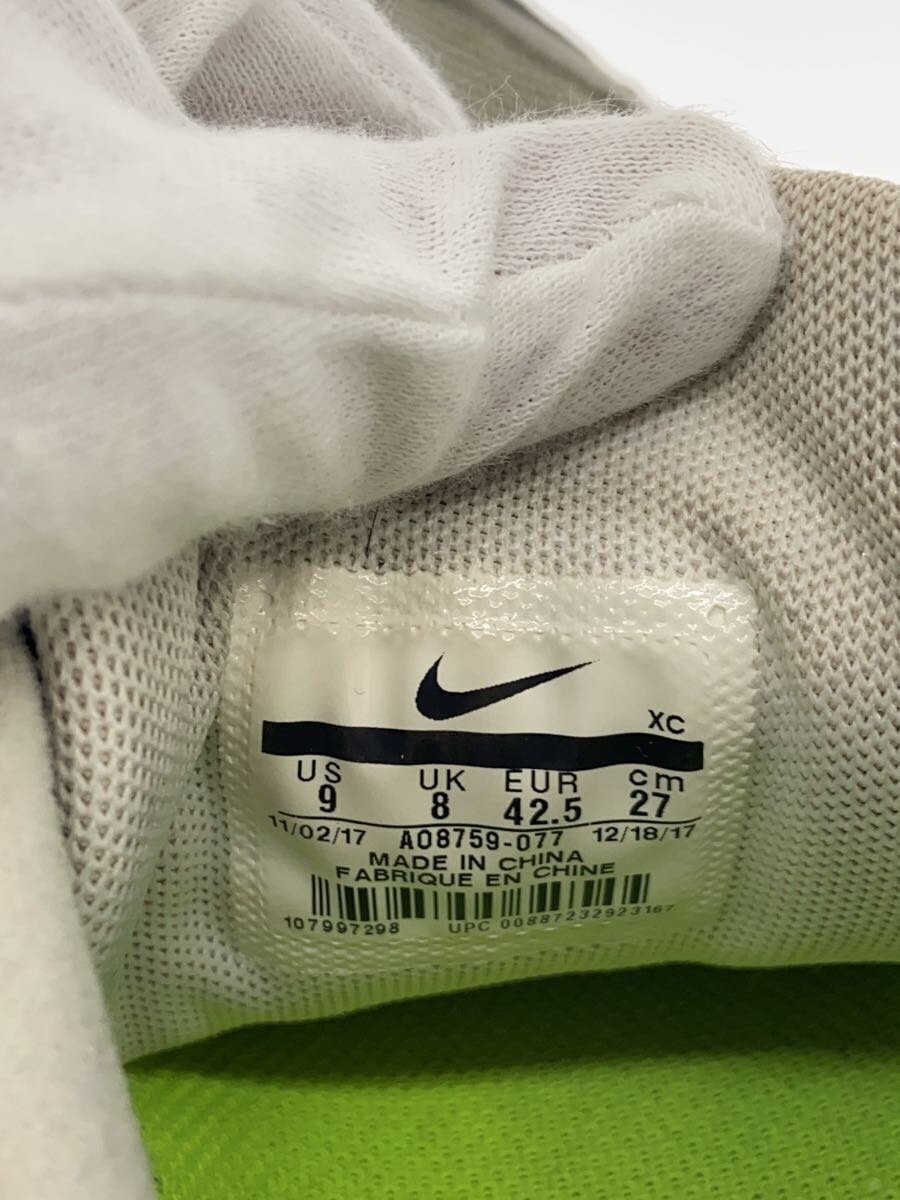 XC
US UK EUR cm
9 8 42.5 27
11/02/17 AO8759-077 12/18/17
MADE IN CHINA
FABRIQUE EN CHINE
107997298 UPC 00887232923167